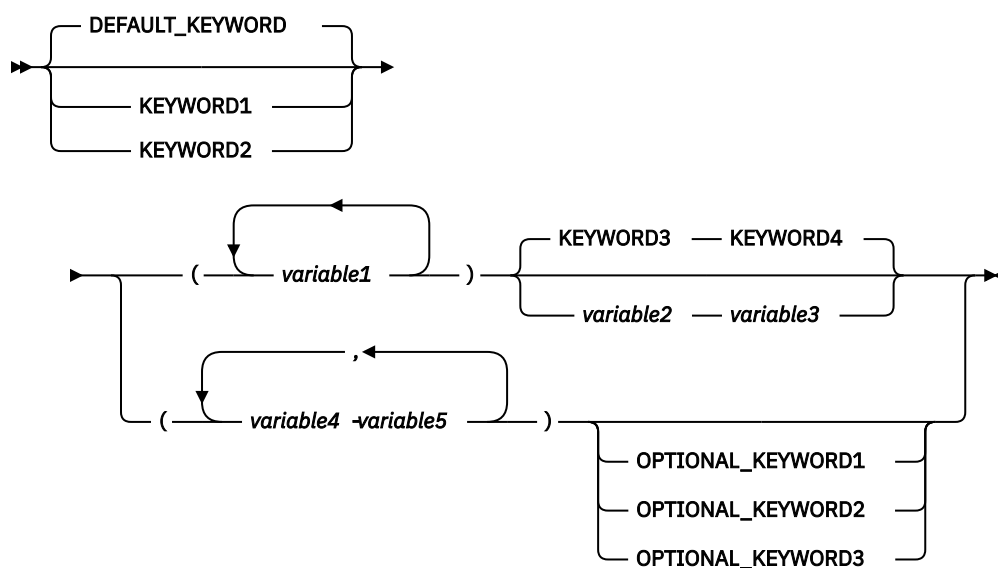 DEFAULT_KEYWORD
KEYWORD1
KEYWORD2
KEYWORD3 KEYWORD4
( variable1 )
variable2 variable3
,
( variable4 -variable5 )
OPTIONAL_KEYWORD1
OPTIONAL_KEYWORD2
OPTIONAL_KEYWORD3